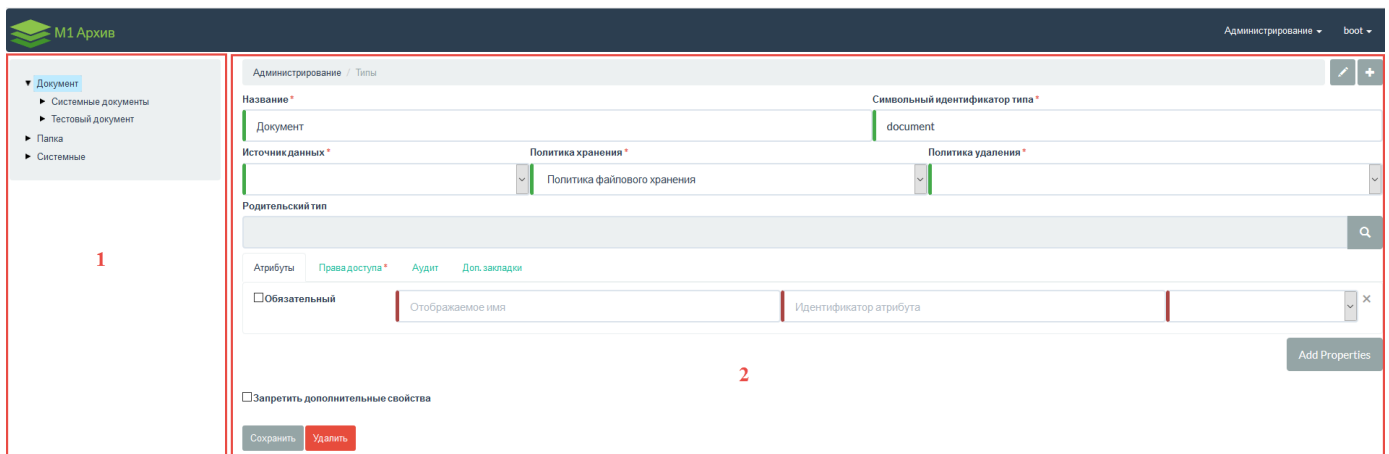 М1 Архив
Администрирование boot
Документ
Системные документы
Тестовый документ
Папка
Системные
1
Администрирование / Типы
Название * Символьный идентификатор типа *
Документ document
Источник данных * Политика хранения * Политика удаления *
Политика файлового хранения
Родительский тип
Атрибуты Права доступа * Аудит Доп. закладки
Обязательный Отображаемое имя Идентификатор атрибута
Add Properties
2
Запретить дополнительные свойства
Сохранить Удалить